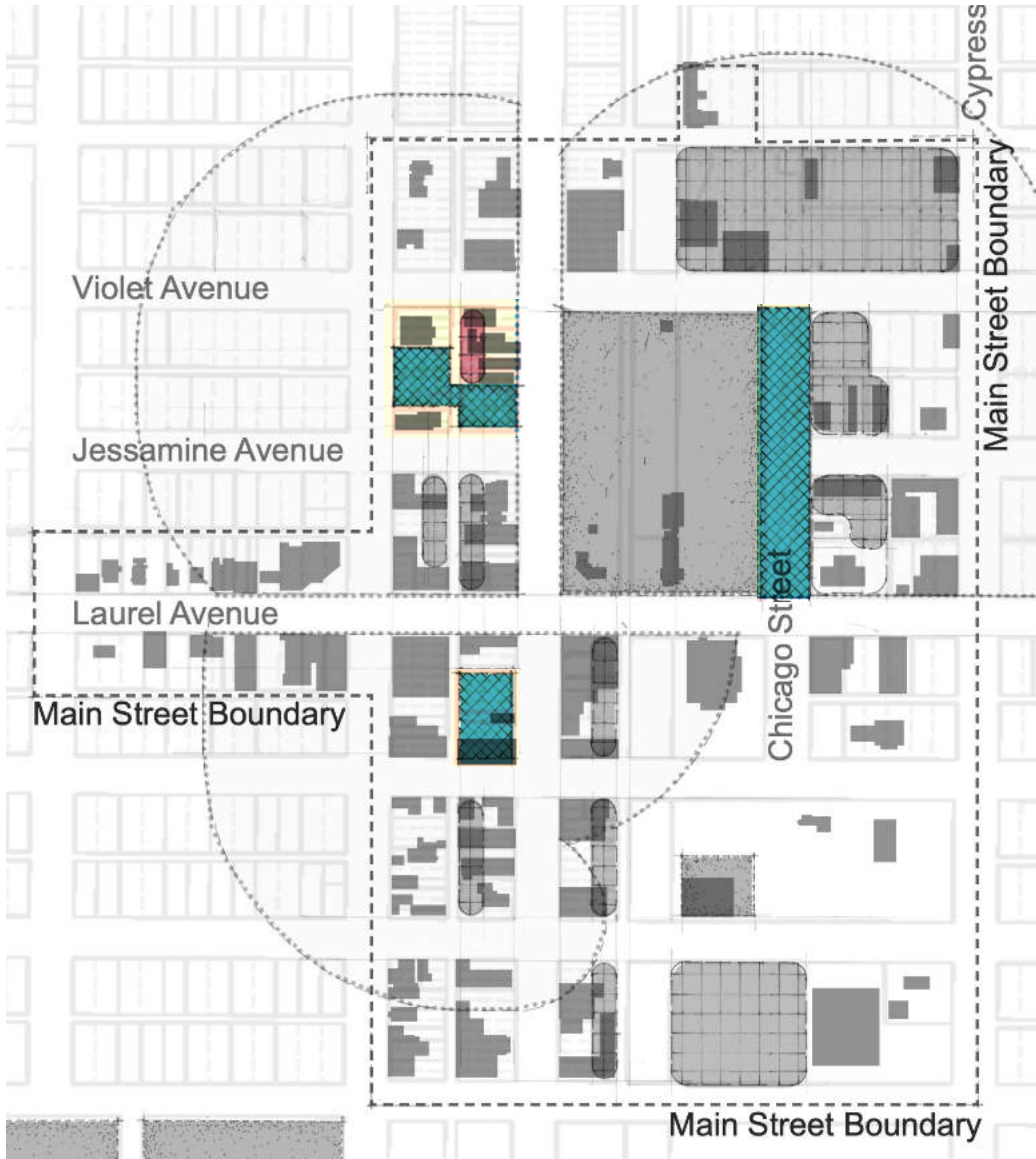 Cypress
Main Street Boundary
Violet Avenue
Jessamine Avenue
Laurel Avenue
Chicago Street
Main Street Boundary
Main Street Boundary